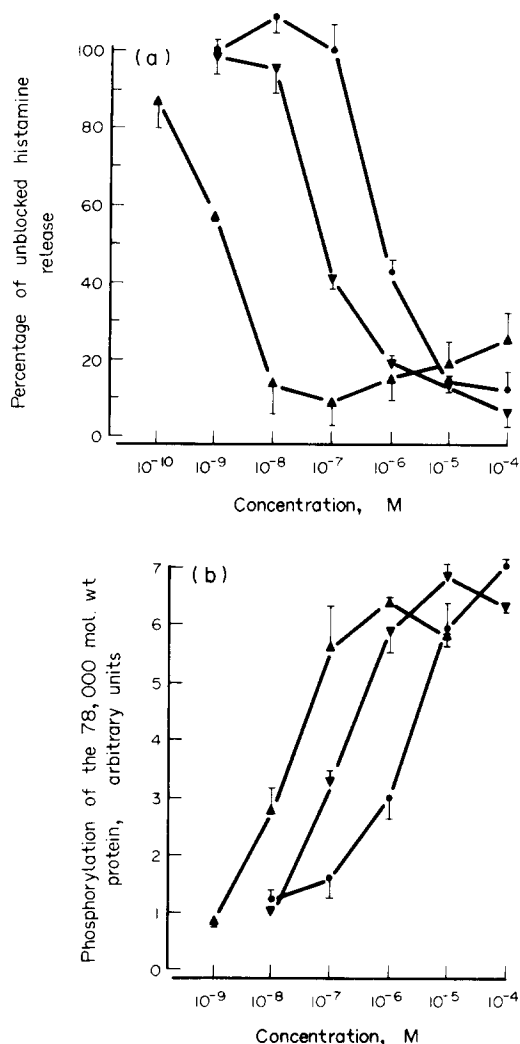 (a)
100
80
60
40
20
0
Percentage of unblocked histamine
release
10-10 10-9 10-8 10-7 10-6 10-5 10-4
Concentration, M
(b)
7
6
5
4
3
2
1
0
Phosphorylation of the 78,000 mol. wt
protein, arbitrary units
10-9 10-8 10-7 10-6 10-5 10-4
Concentration, M